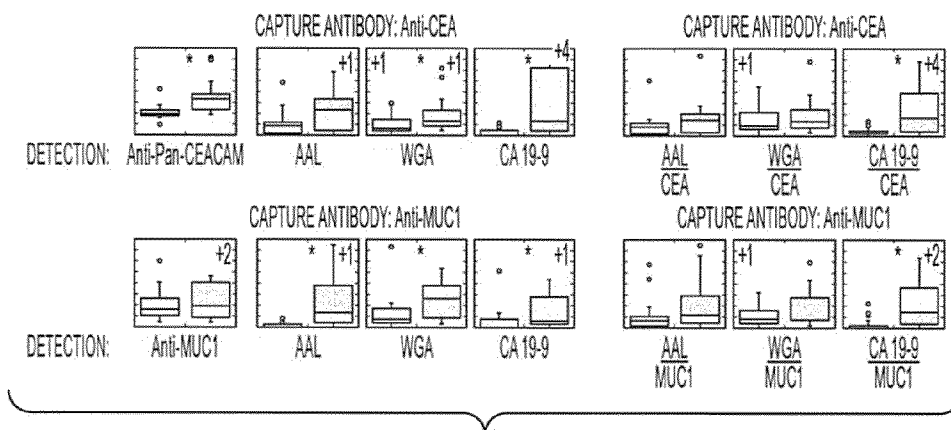 CAPTURE ANTIBODY: Anti-CEA
CAPTURE ANTIBODY: Anti-CEA
* +1 +1 * +1 * +4 +1 * +4
DETECTION: Anti-Pan-CEACAM AAL WGA CA 19-9
AAL WGA CA 19-9
CEA CEA CEA
CAPTURE ANTIBODY: Anti-MUC1
CAPTURE ANTIBODY: Anti-MUC1
+2 * +1 * * +1 +1 * +2
DETECTION: Anti-MUC1 AAL WGA CA 19-9
AAL WGA CA 19-9
MUC1 MUC1 MUC1